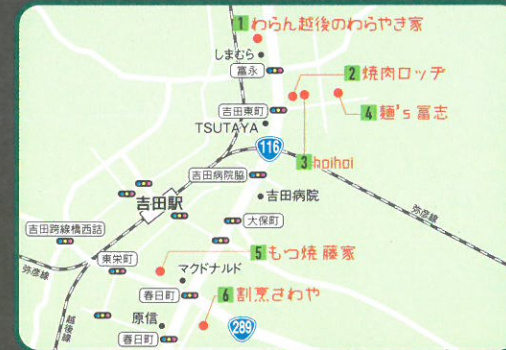 1 わらん越後のわらやき家
しまむら
富永
2 焼肉ロッヂ
吉田東町
4 麺's 冨志
TSUTAYA
116
3 hoihoi
吉田病院脇
吉田病院
吉田駅
弥彦線
大保町
吉田跨線橋西詰
5 もつ焼 藤家
東栄町
弥彦線
マクドナルド
春日町
6 割烹さわや
越後線
原信
289
春日町